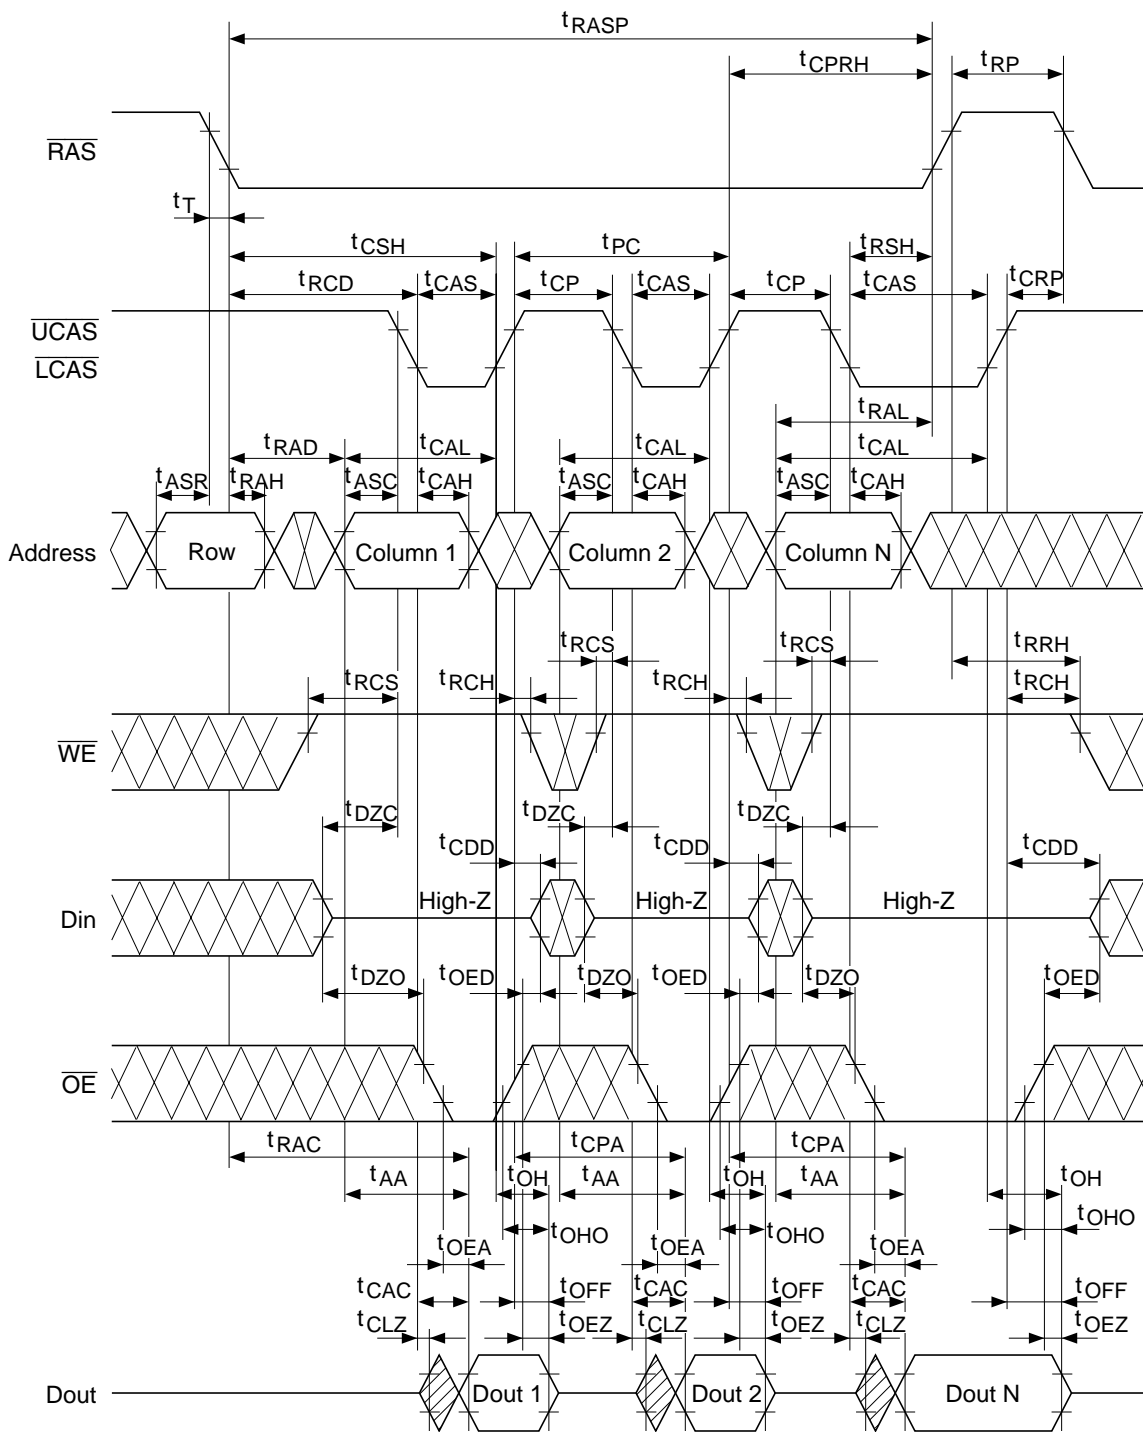 tRASP
tCPRH tRP
RAS
tT
tCSH tPC tRSH
tRCD tCAS tCP tCAS tCP tCAS tCRP
UCAS
LCAS
tRAL
tRAD tCAL tCAL tCAL
tASR tRAH tASC tCAH tASC tCAH tASC tCAH
Address Row Column 1 Column 2 Column N
tRCS tRCS tRRH
tRCS tRCH tRCH tRCH
WE
tDZC tDZC tDZC
tCDD tCDD tCDD
High-Z High-Z High-Z
Din
tDZO tOED tDZO tOED tDZO tOED
OE
tRAC tCPA tCPA
tAA tOH tAA tOH tAA tOH
tOHO tOHO tOHO
tOEA tOEA tOEA
tCAC tOFF tCAC tOFF tCAC tOFF
tCLZ tOEZ tCLZ tOEZ tCLZ tOEZ
Dout Dout 1 Dout 2 Dout N